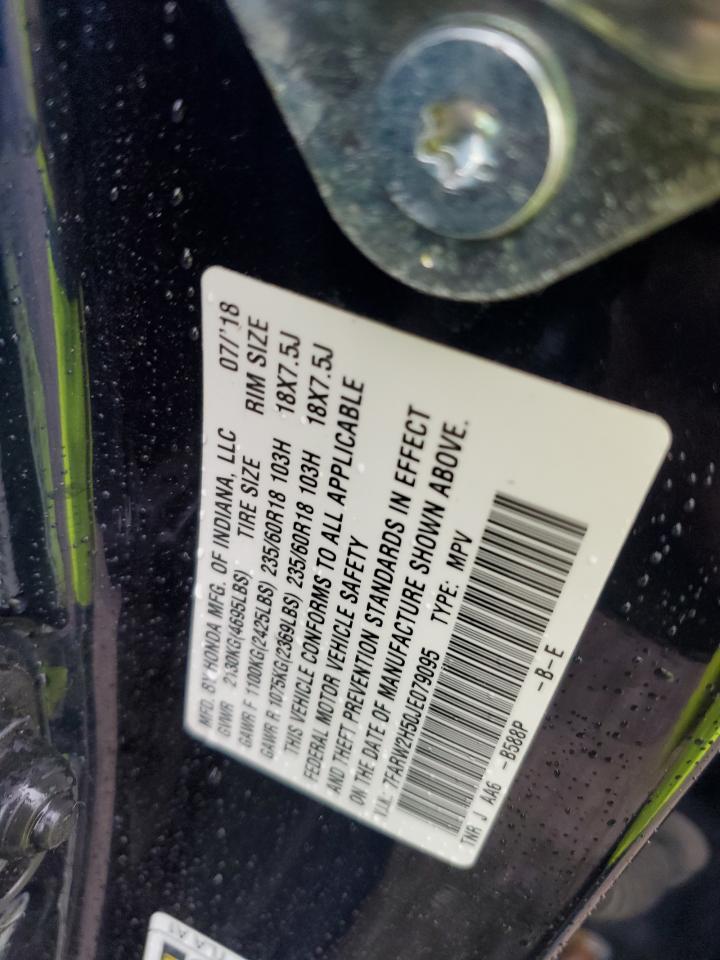 MFD. BY HONDA MFG. OF INDIANA, LLC 07/'18
GVWR 2130KG(4695LBS) TIRE SIZE RIM SIZE
GAWR F 1100KG(2425LBS) 235/60R18 103H 18X7.5J
GAWR R 1075KG(2369LBS) 235/60R18 103H 18X7.5J
THIS VEHICLE CONFORMS TO ALL APPLICABLE
FEDERAL MOTOR VEHICLE SAFETY
AND THEFT PREVENTION STANDARDS IN EFFECT
ON THE DATE OF MANUFACTURE SHOWN ABOVE.
7FARW2H50JE079095 TYPE: MPV
TNR J AA6 -B588P -B-E